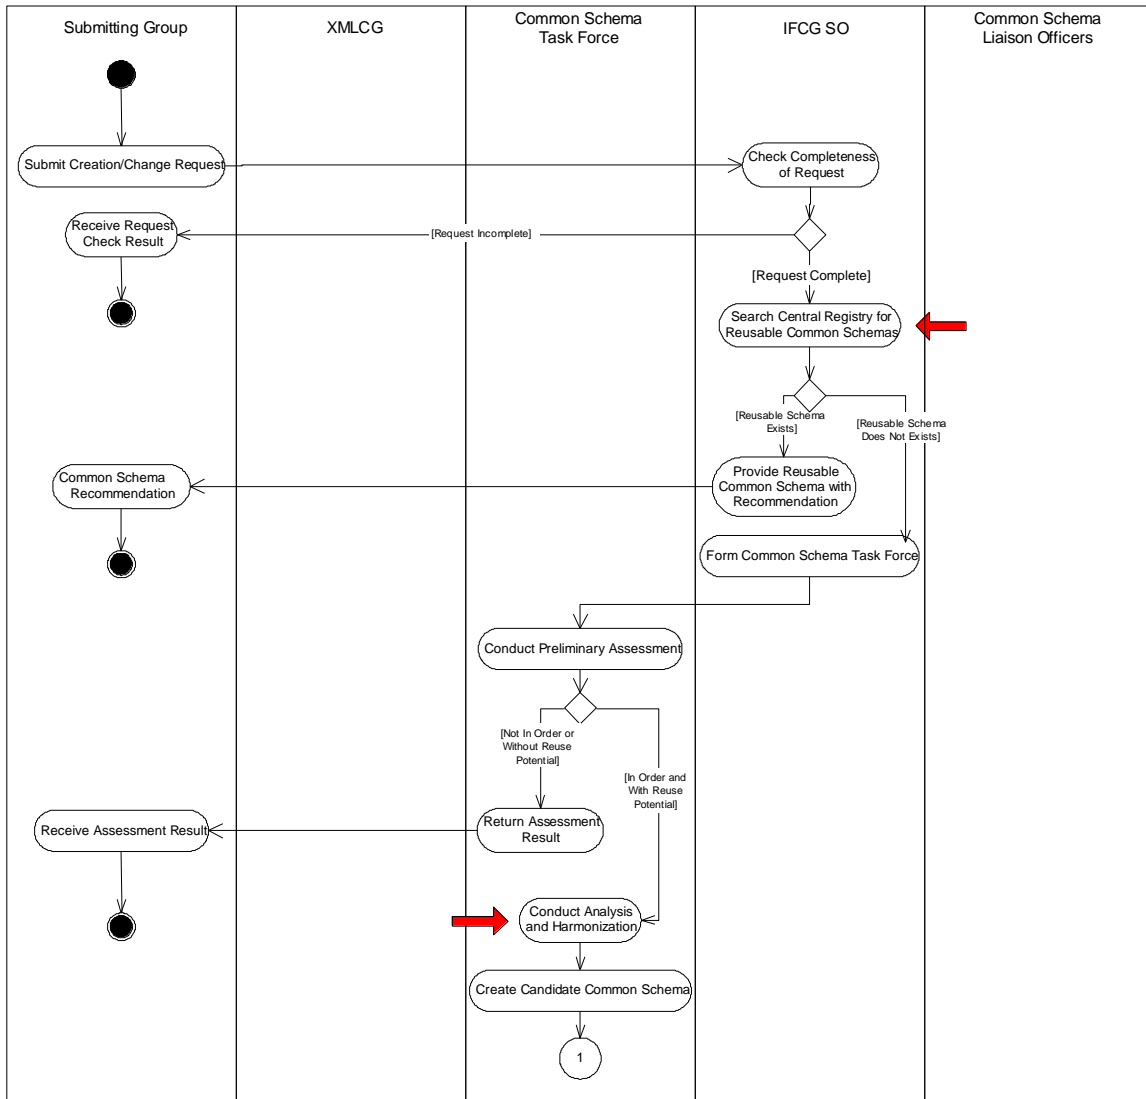 Submitting Group
XMLCG
Common Schema
Task Force
IFCG SO
Common Schema
Liaison Officers
Submit Creation/Change Request
Check Completeness
of Request
Receive Request
Check Result
[Request Incomplete]
[Request Complete]
Search Central Registry for
Reusable Common Schemas
[Reusable Schema
Exists]
[Reusable Schema
Does Not Exists]
Common Schema
Recommendation
Provide Reusable
Common Schema with
Recommendation
Form Common Schema Task Force
Conduct Preliminary Assessment
[Not In Order or
Without Reuse
Potential]
[In Order and
With Reuse
Potential]
Receive Assessment Result
Return Assessment
Result
Conduct Analysis
and Harmonization
Create Candidate Common Schema
1